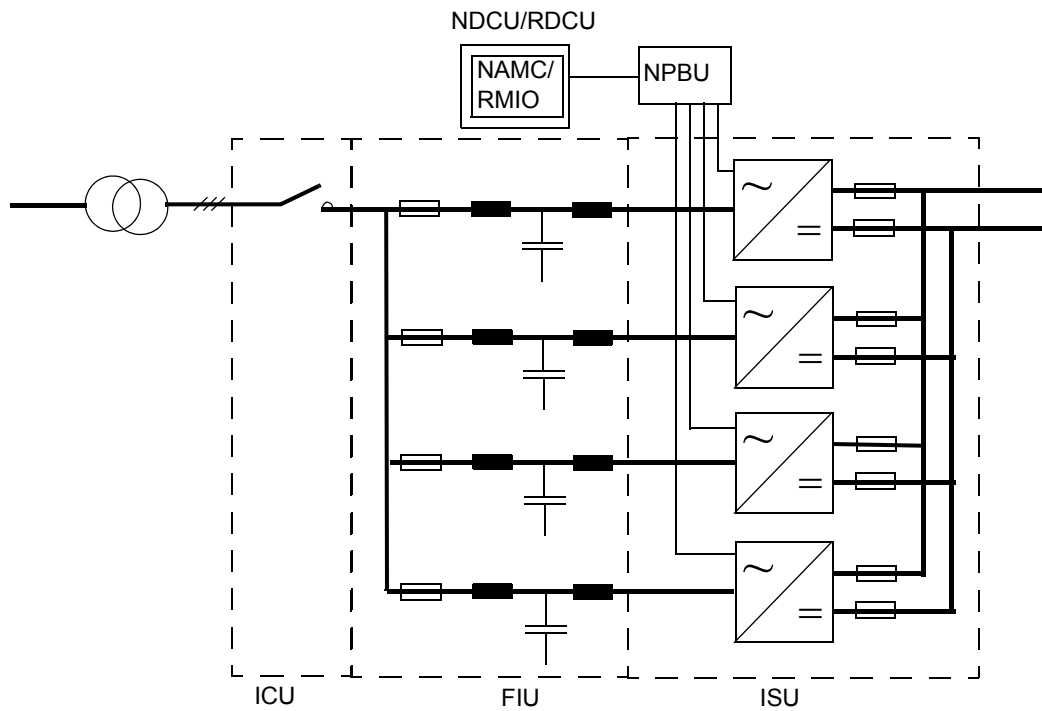 NDCU/RDCU
NAMC/
RMIO
NPBU
ICU
FIU
ISU